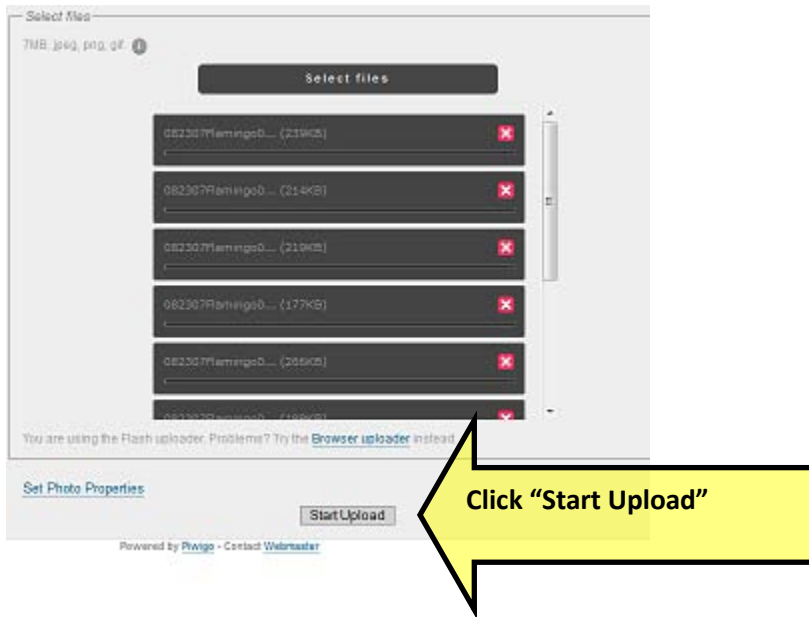 Select files
7MB. jpeg, png, gif.
Select files
082307Flamingo0... (239KB)
082307Flamingo0... (214KB)
082307Flamingo0... (219KB)
082307Flamingo0... (177KB)
082307Flamingo0... (266KB)
082307Flamingo0...
You are using the Flash uploader. Problems? Try the Browser uploader instead.
Set Photo Properties
Start Upload
Click “Start Upload”
Powered by Piwigo - Contact Webmaster